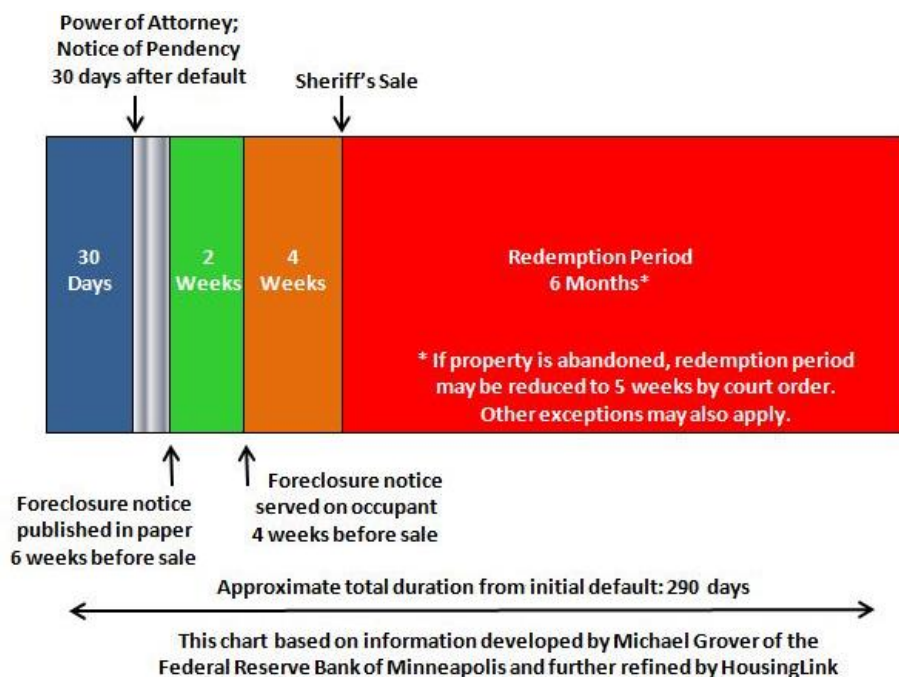 Power of Attorney;
Notice of Pendency
30 days after default
Sheriff's Sale
30
Days
2
Weeks
4
Weeks
Redemption Period
6 Months*
* If property is abandoned, redemption period
may be reduced to 5 weeks by court order.
Other exceptions may also apply.
Foreclosure notice
published in paper
6 weeks before sale
Foreclosure notice
served on occupant
4 weeks before sale
Approximate total duration from initial default: 290 days
This chart based on information developed by Michael Grover of the
Federal Reserve Bank of Minneapolis and further refined by HousingLink